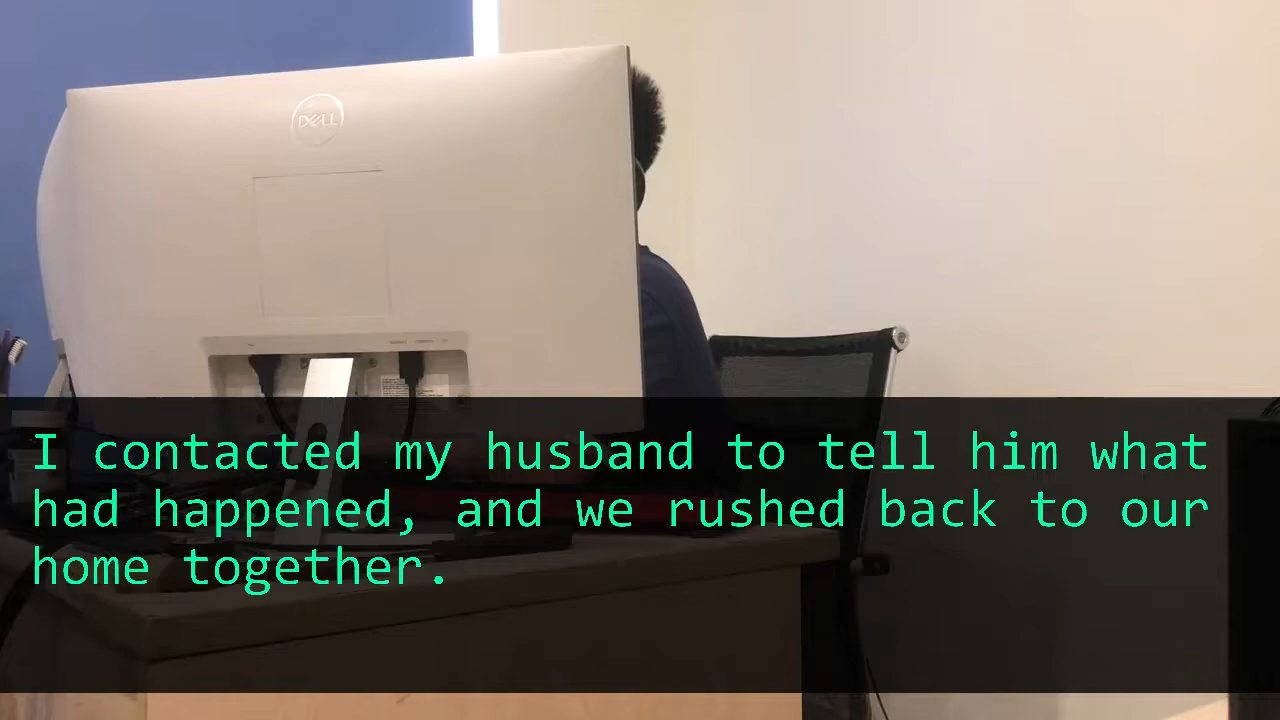 DELL
I contacted my husband to tell him what
had happened, and we rushed back to our
home together.